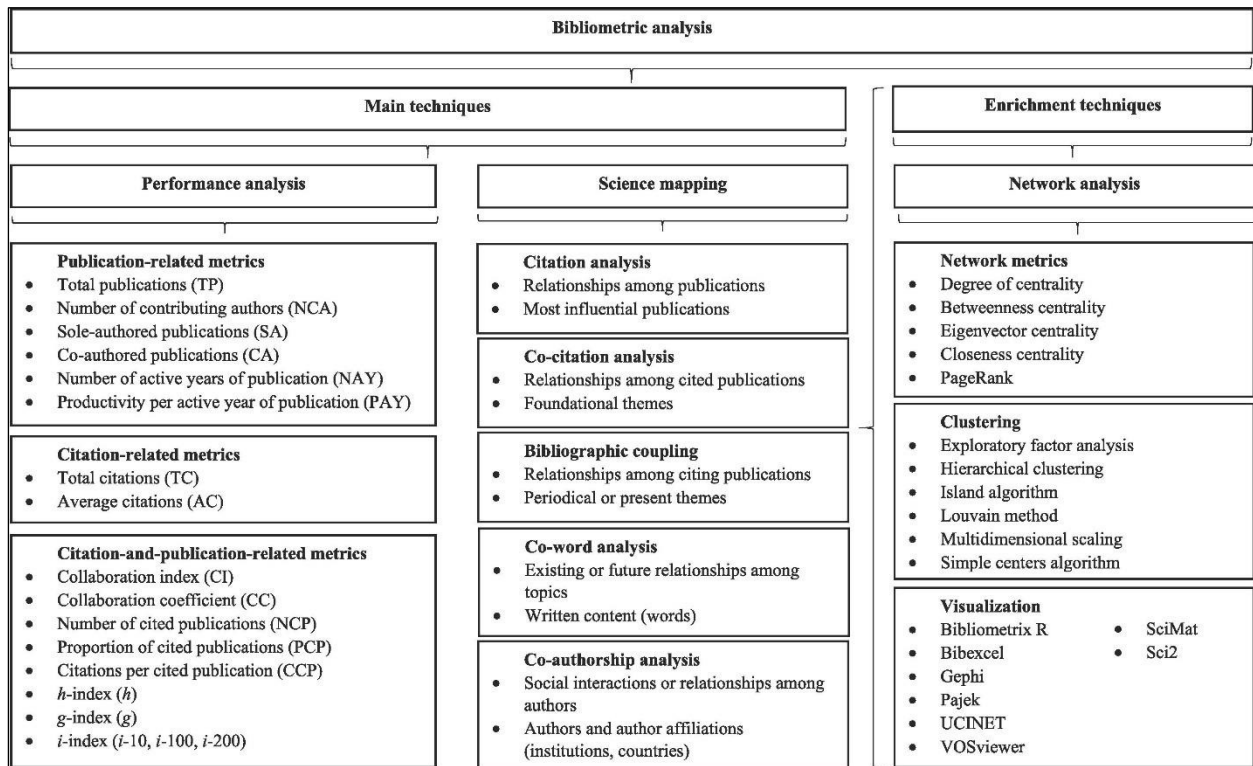 Bibliometric analysis
Main techniques
Enrichment techniques
Performance analysis
Science mapping
Network analysis
Publication-related metrics
• Total publications (TP)
• Number of contributing authors (NCA)
• Sole-authored publications (SA)
• Co-authored publications (CA)
• Number of active years of publication (NAY)
• Productivity per active year of publication (PAY)
Citation-related metrics
• Total citations (TC)
• Average citations (AC)
Citation-and-publication-related metrics
• Collaboration index (CI)
• Collaboration coefficient (CC)
• Number of cited publications (NCP)
• Proportion of cited publications (PCP)
• Citations per cited publication (CCP)
• h-index (h)
• g-index (g)
• i-index (i-10, i-100, i-200)
Citation analysis
• Relationships among publications
• Most influential publications
Co-citation analysis
• Relationships among cited publications
• Foundational themes
Bibliographic coupling
• Relationships among citing publications
• Periodical or present themes
Co-word analysis
• Existing or future relationships among
topics
• Written content (words)
Co-authorship analysis
• Social interactions or relationships among
authors
• Authors and author affiliations
(institutions, countries)
Network metrics
• Degree of centrality
• Betweenness centrality
• Eigenvector centrality
• Closeness centrality
• PageRank
Clustering
• Exploratory factor analysis
• Hierarchical clustering
• Island algorithm
• Louvain method
• Multidimensional scaling
• Simple centers algorithm
Visualization
• Bibliometrix R
• Bibexcel
• Gephi
• Pajek
• UCINET
• VOSviewer
• SciMat
• Sci2